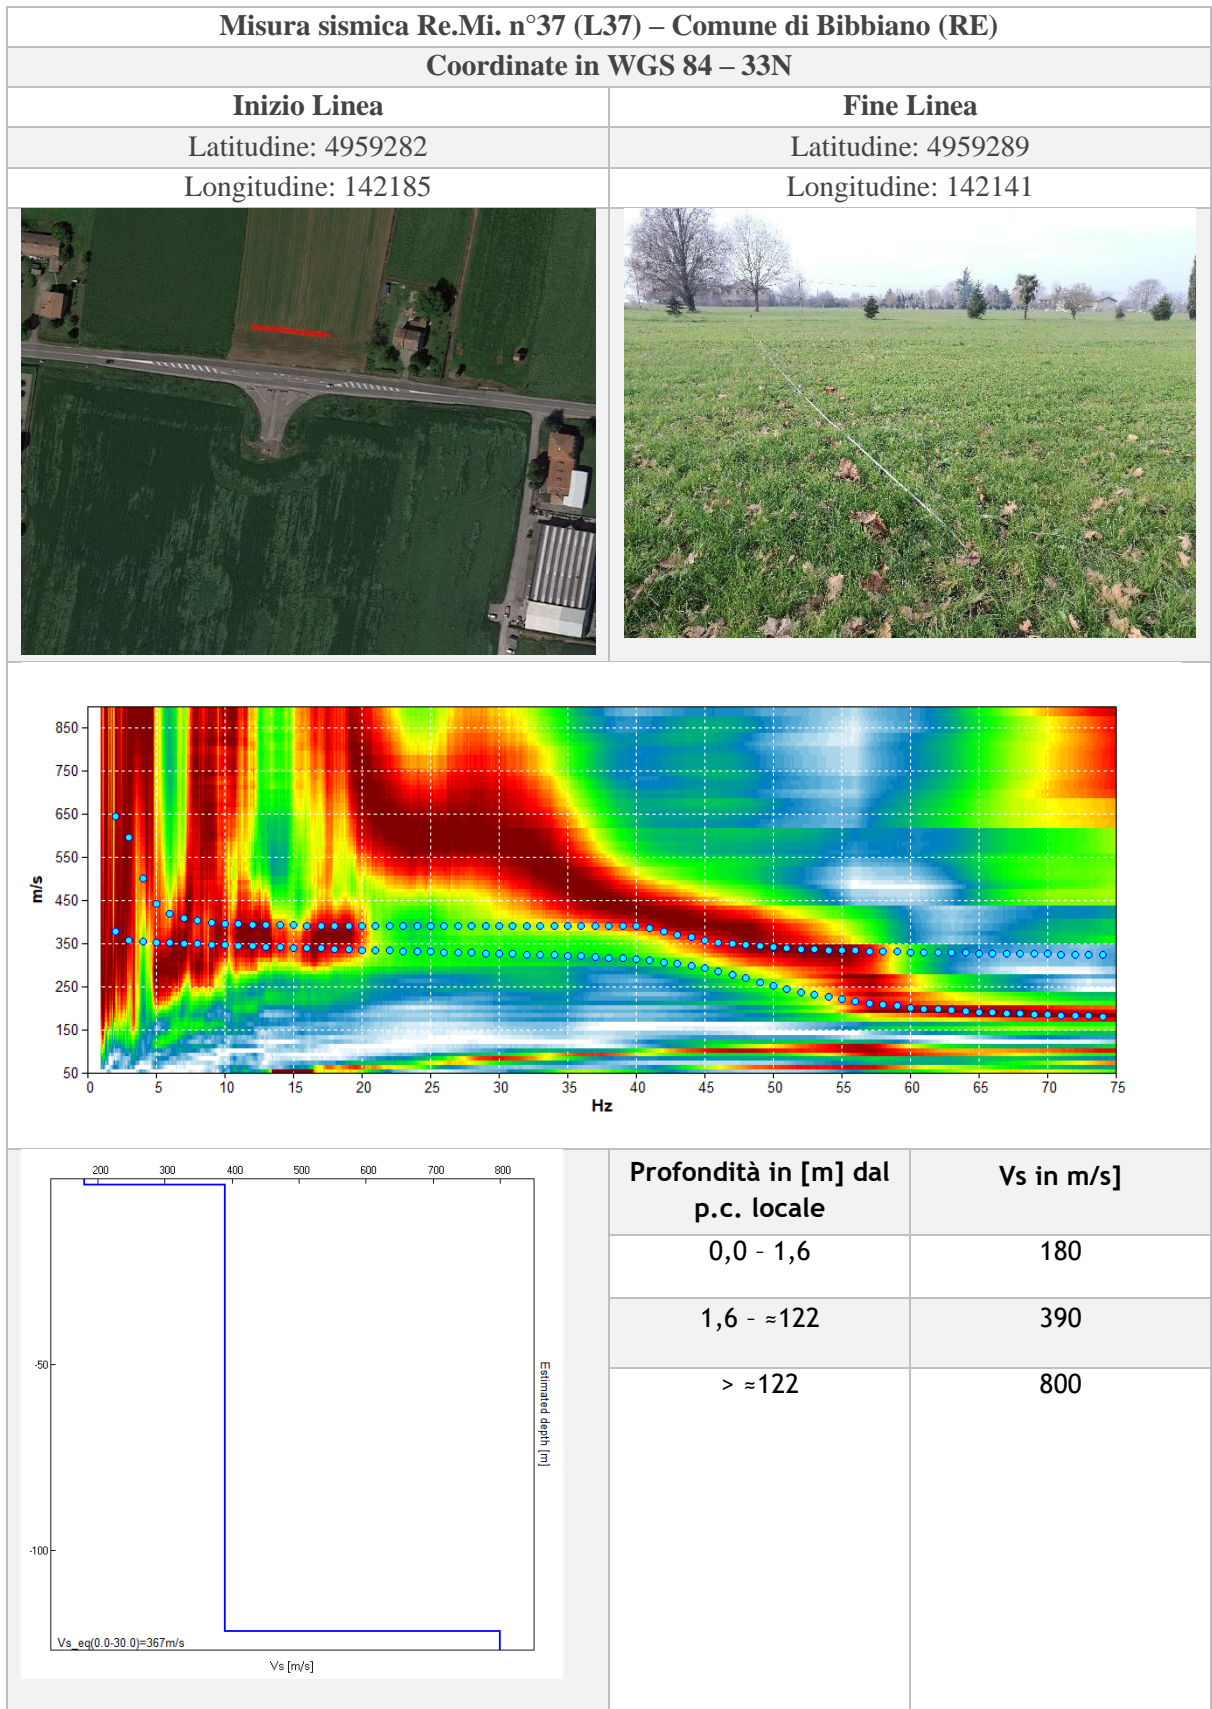 Misura sismica Re.Mi. n°37 (L37) – Comune di Bibbiano (RE)
Coordinate in WGS 84 – 33N
Inizio Linea
Fine Linea
Latitudine: 4959282
Latitudine: 4959289
Longitudine: 142185
Longitudine: 142141
850
750
650
550
450
350
250
150
50
m/s
0 5 10 15 20 25 30 35 40 45 50 55 60 65 70 75
Hz
200 300 400 500 600 700 800
-50
-100
Estimated depth [m]
Vs_eq(0.0-30.0)=367m/s
Vs [m/s]
Profondità in [m] dal
p.c. locale
Vs in m/s]
0,0 – 1,6
180
1,6 – ≈122
390
> ≈122
800